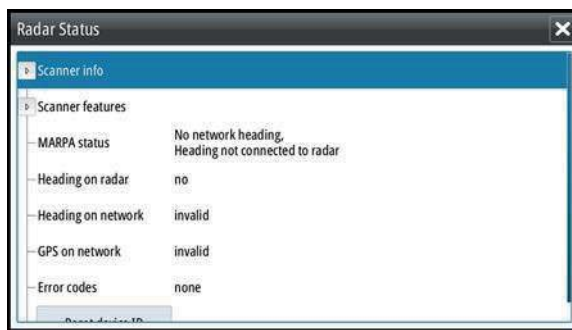 Radar Status
Scanner info
Scanner features
MARPA status No network heading,
Heading not connected to radar
Heading on radar no
Heading on network invalid
GPS on network invalid
Error codes none